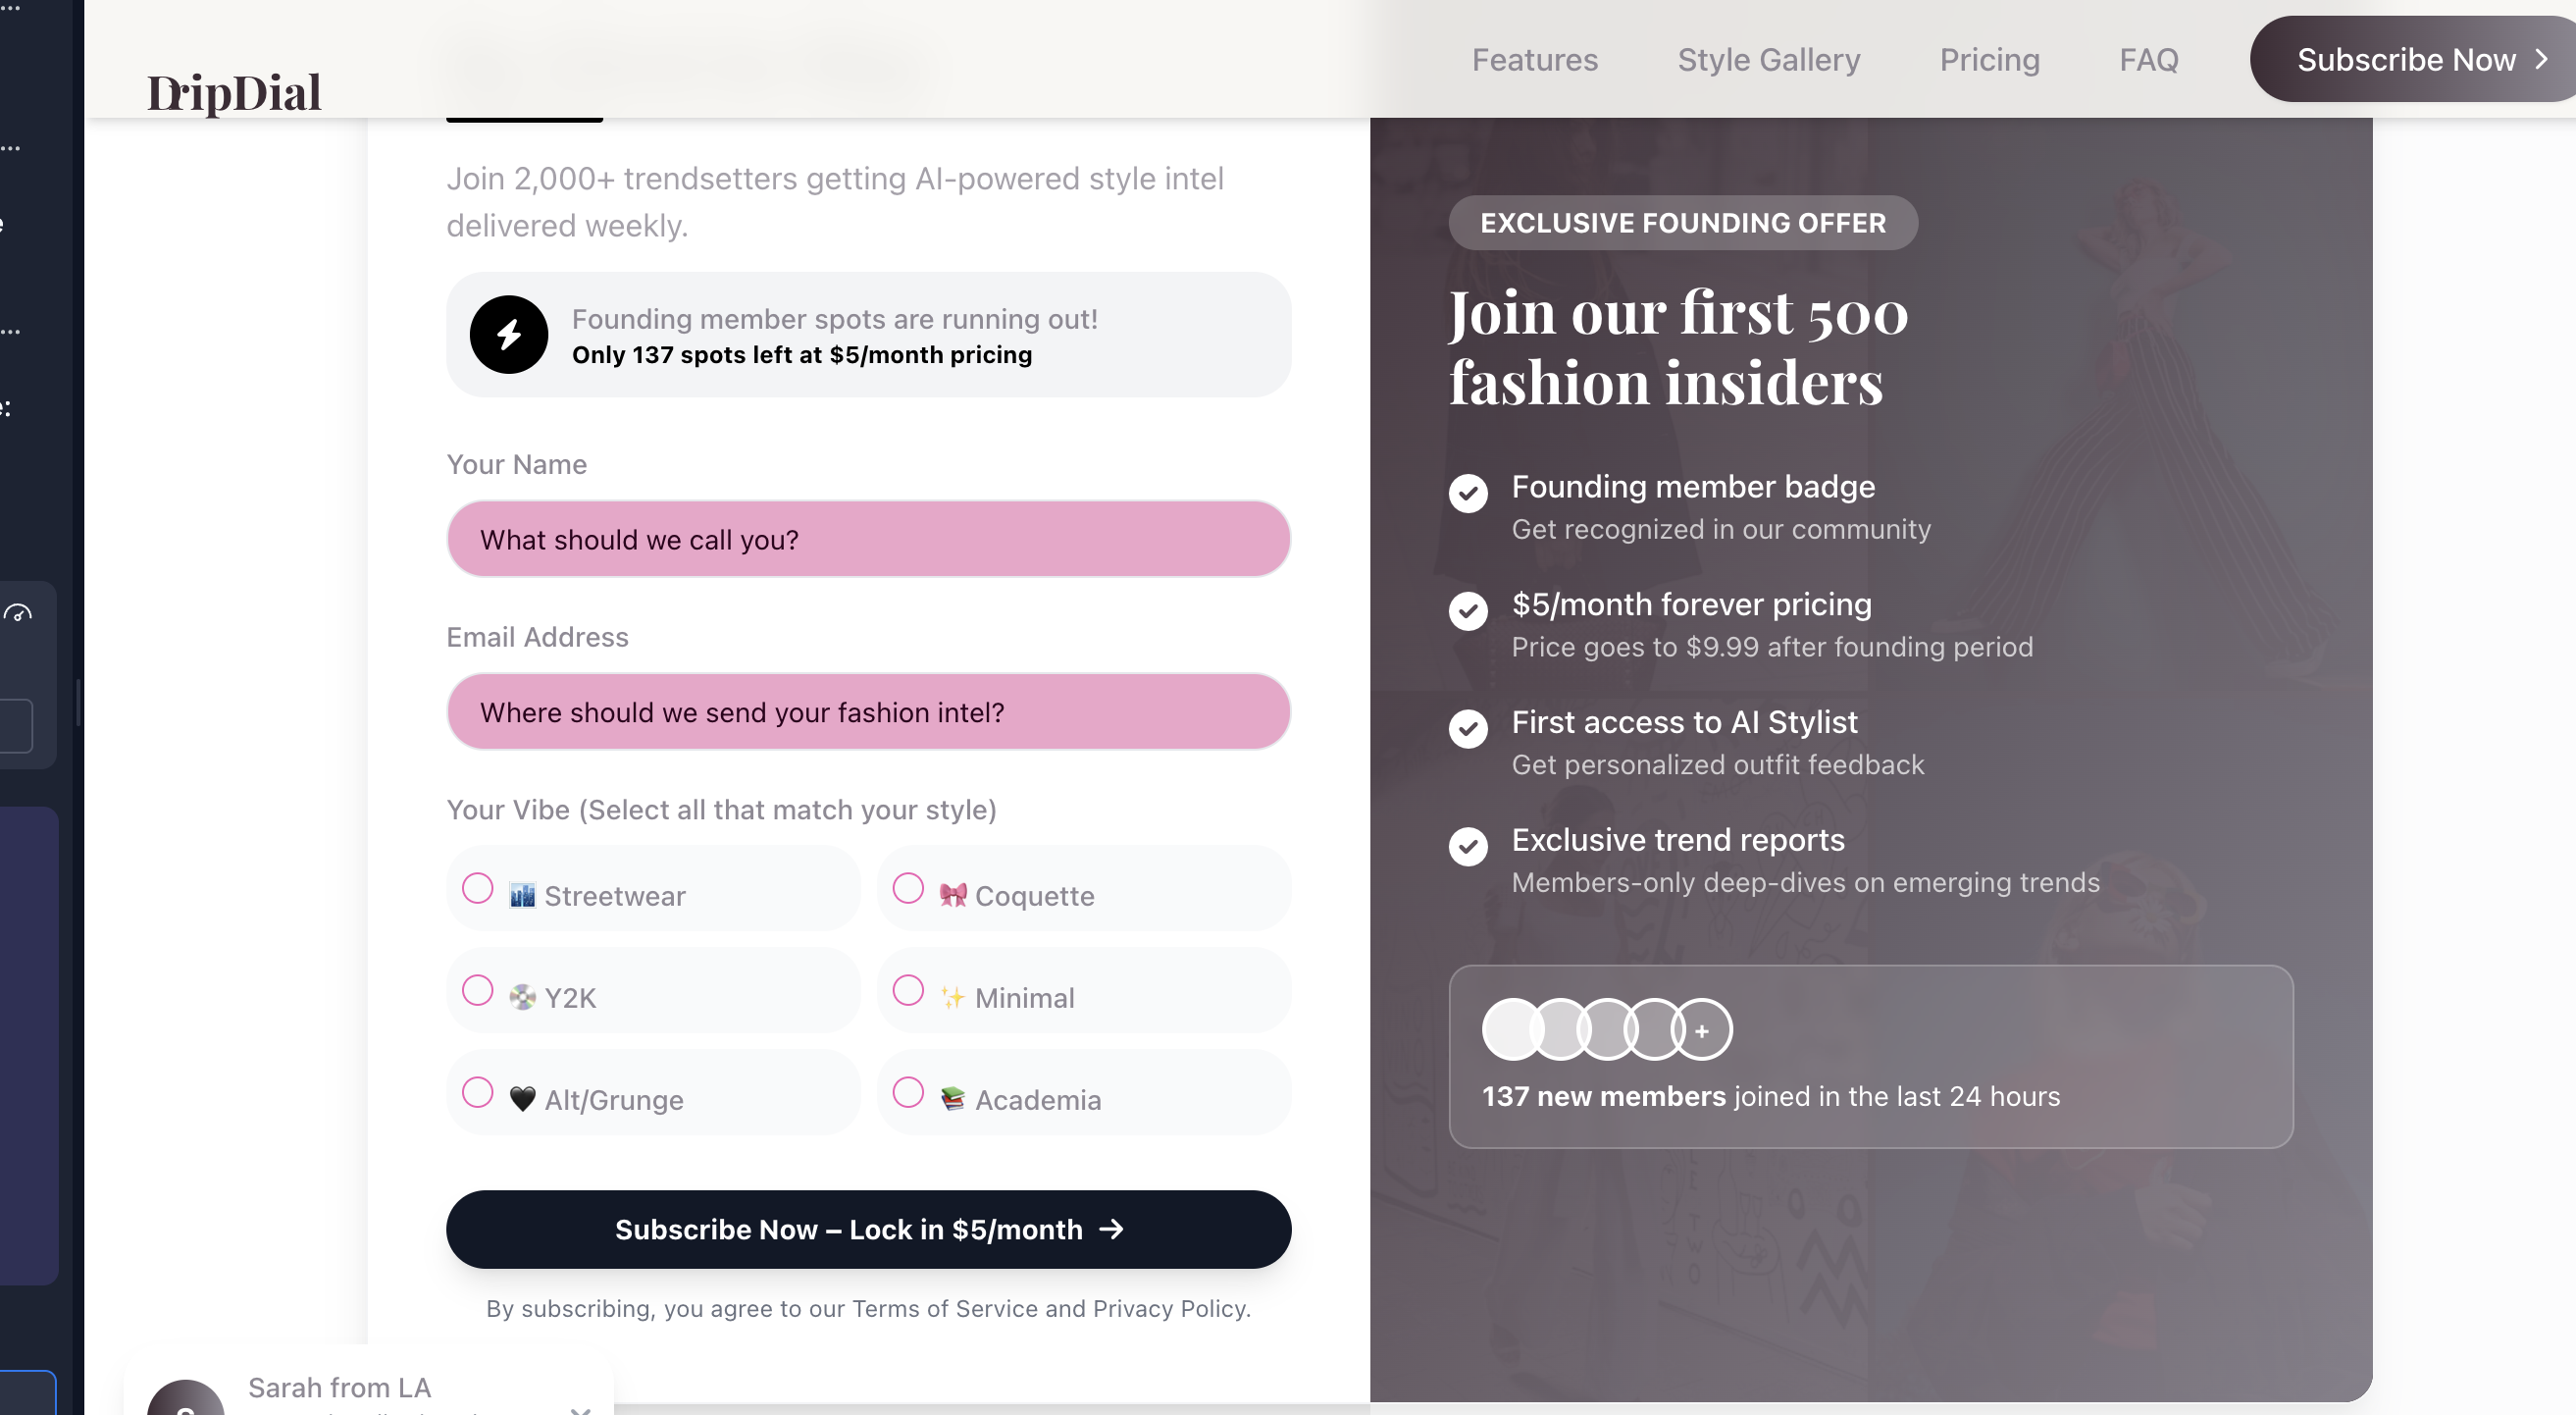 DripDial
Features
Style Gallery
Pricing
FAQ
Subscribe Now
Join 2,000+ trendsetters getting AI-powered style intel
delivered weekly.
Founding member spots are running out!
Only 137 spots left at $5/month pricing
Your Name
What should we call you?
Email Address
Where should we send your fashion intel?
Your Vibe (Select all that match your style)
Streetwear
Coquette
Y2K
Minimal
Alt/Grunge
Academia
Subscribe Now – Lock in $5/month →
By subscribing, you agree to our Terms of Service and Privacy Policy.
Sarah from LA
EXCLUSIVE FOUNDING OFFER
Join our first 500
fashion insiders
Founding member badge
Get recognized in our community
$5/month forever pricing
Price goes to $9.99 after founding period
First access to AI Stylist
Get personalized outfit feedback
Exclusive trend reports
Members-only deep-dives on emerging trends
+
137 new members joined in the last 24 hours